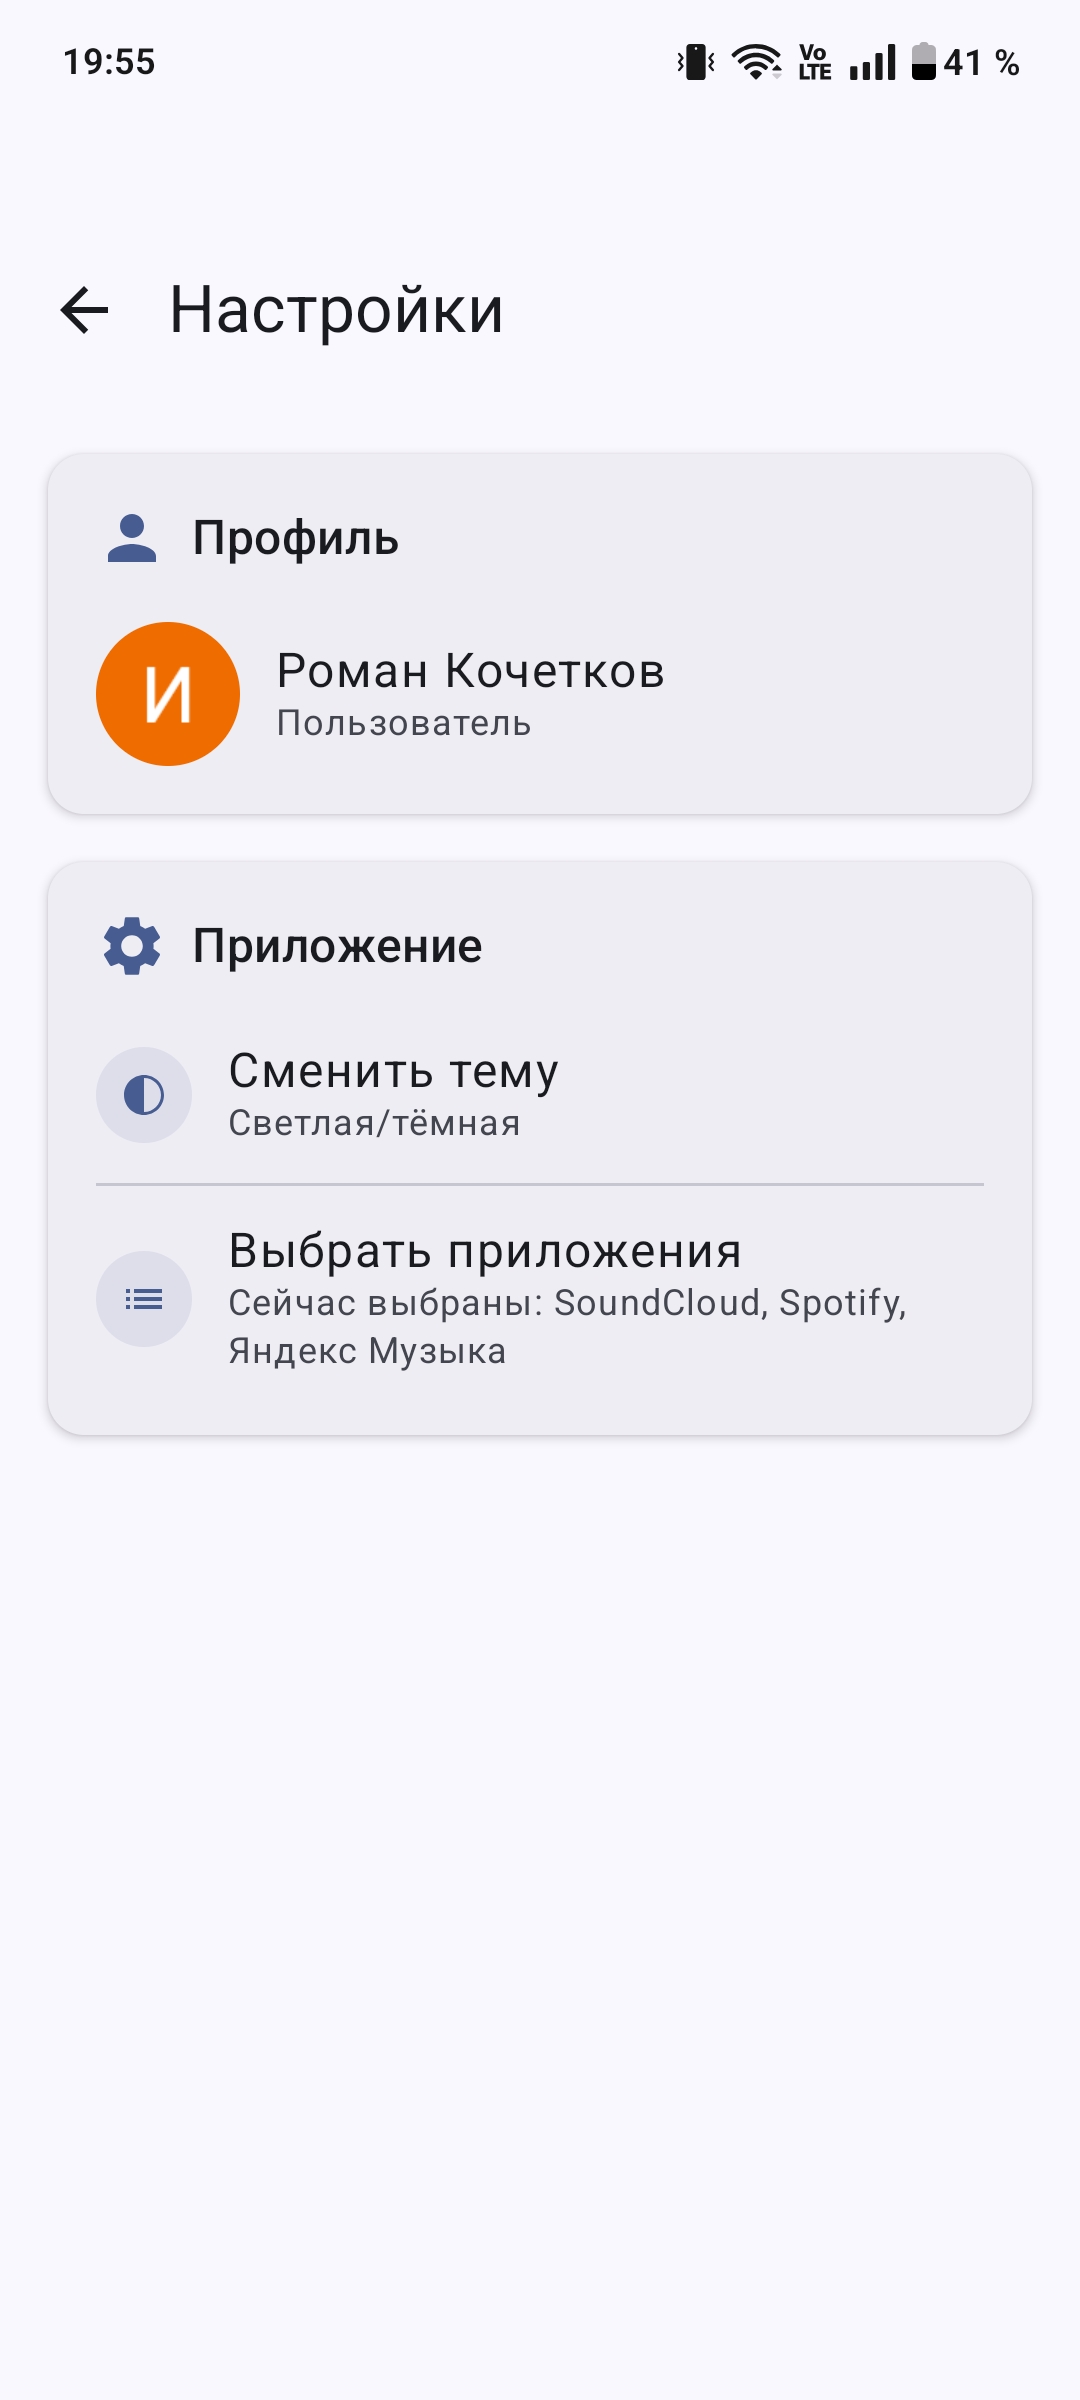 19:55
Vo LTE 41 %
Настройки
Профиль
И
Роман Кочетков
Пользователь
Приложение
Сменить тему
Светлая/тёмная
Выбрать приложения
Сейчас выбраны: SoundCloud, Spotify,
Яндекс Музыка